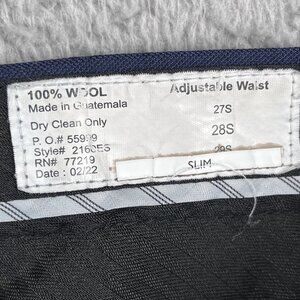 100% WOOL
Made in Guatemala
Dry Clean Only
P. O.# 55999
Style# 2160ES
RN# 77219
Date : 02/22
Adjustable Waist
27S
28S
29S
SLIM